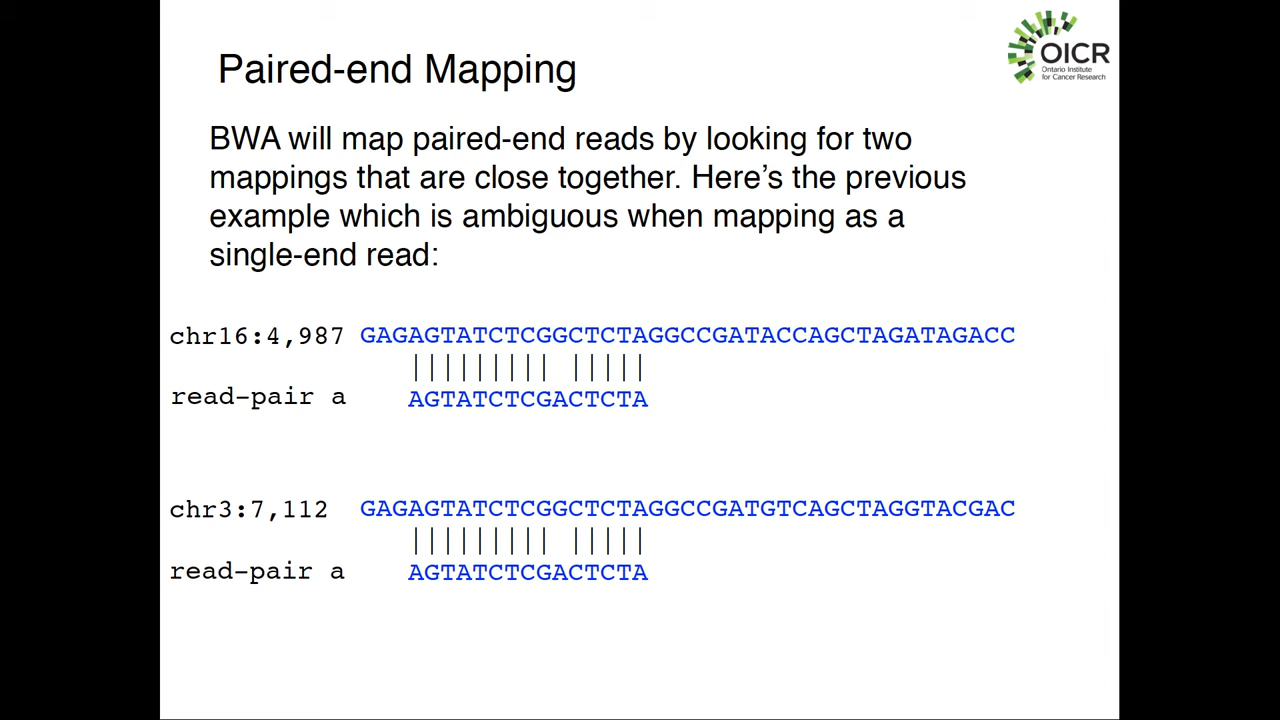 Paired-end Mapping
OICR
Ontario Institute
for Cancer Research
BWA will map paired-end reads by looking for two
mappings that are close together. Here's the previous
example which is ambiguous when mapping as a
single-end read:
chr16:4,987 GAGAGTATCTCGGCTCTAGGCCGATACCAGCTAGATAGACC
||||||||| |||||
read-pair a AGTATCTCGACTCTA
chr3:7,112 GAGAGTATCTCGGCTCTAGGCCGATGTCAGCTAGGTACGAC
||||||||| |||||
read-pair a AGTATCTCGACTCTA